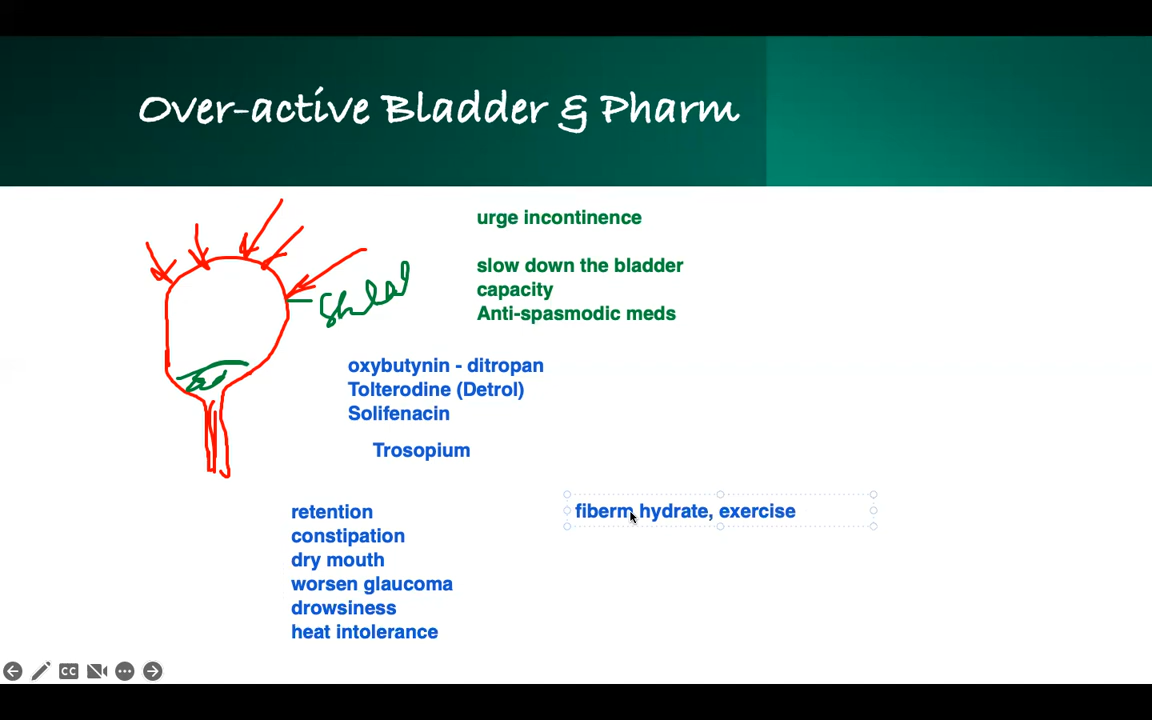 Over-active Bladder & Pharm
urge incontinence
slow down the bladder
capacity
Anti-spasmodic meds
oxybutynin - ditropan
Tolterodine (Detrol)
Solifenacin
Trosopium
retention
constipation
dry mouth
worsen glaucoma
drowsiness
heat intolerance
fiberm hydrate, exercise
CC